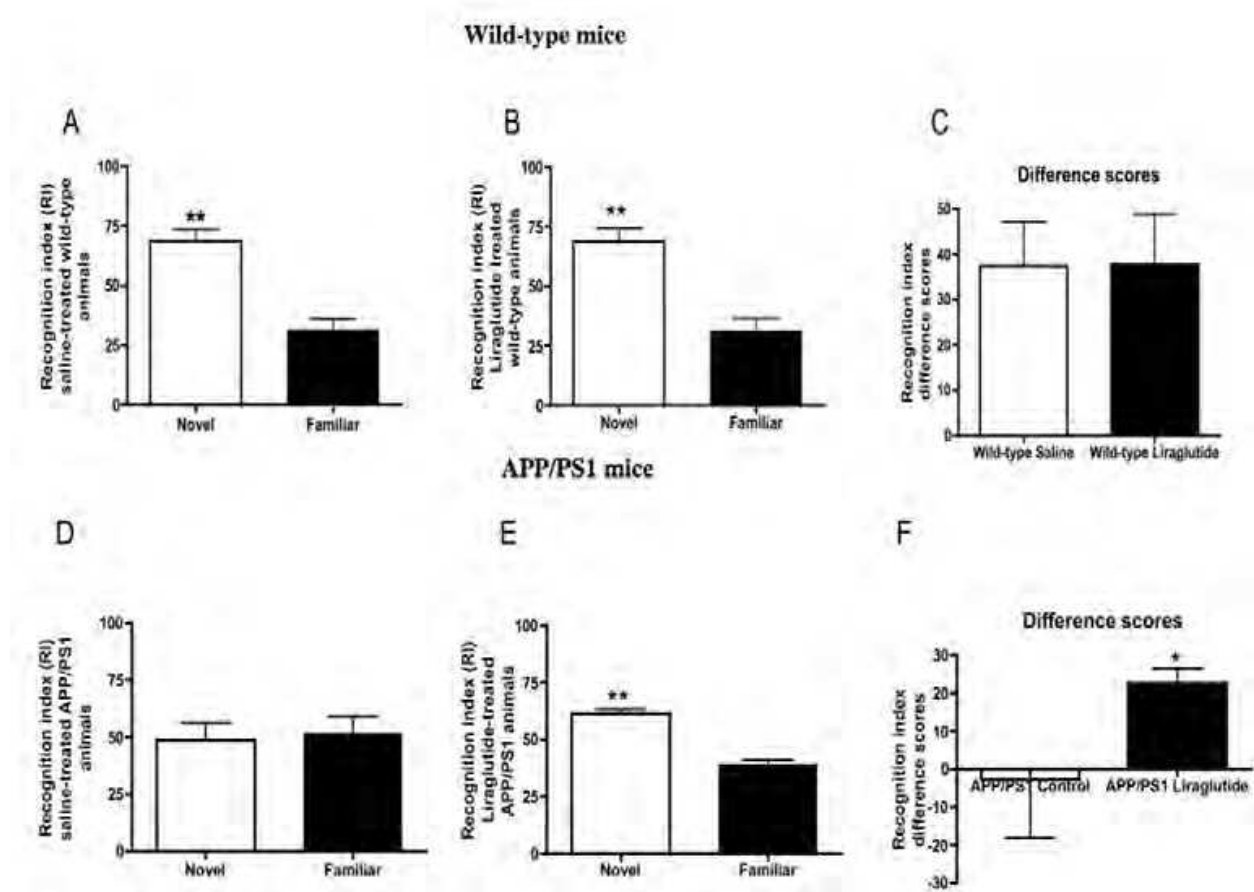 Wild-type mice
A
Recognition index (RI)
saline-treated wild-type
animals
100
75
50
25
0
**
Novel
Familiar
B
Recognition index (RI)
Liraglutide treated
wild-type animals
100
75
50
25
0
**
Novel
Familiar
C
Difference scores
Recognition index
difference scores
50
40
30
20
10
0
Wild-type Saline
Wild-type Liraglutide
APP/PS1 mice
D
Recognition index (RI)
saline-treated APP/PS1
animals
100
75
50
25
0
Novel
Familiar
E
Recognition index (RI)
Liraglutide-treated
APP/PS1 animals
100
75
50
25
0
**
Novel
Familiar
F
Difference scores
Recognition index
difference scores
30
20
10
0
-10
-20
-30
*
APP/PS1 Control
APP/PS1 Liraglutide